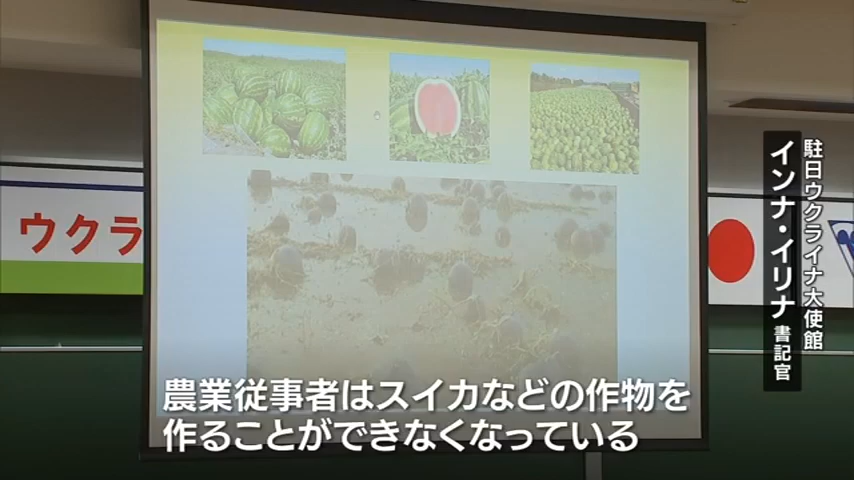 ウクラ
駐日ウクライナ大使館
インナ・イリナ 書記官
農業従事者はスイカなどの作物を
作ることができなくなっている